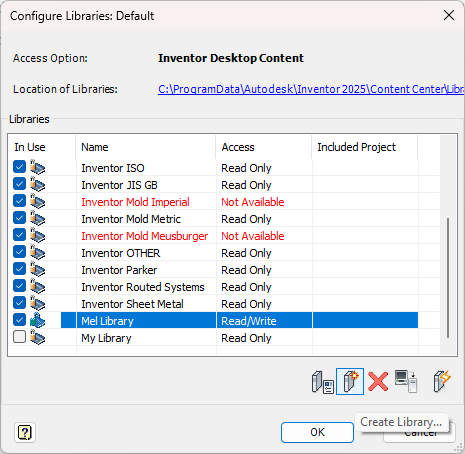 Configure Libraries: Default
Access Option: Inventor Desktop Content
Location of Libraries: C:\ProgramData\Autodesk\Inventor 2025\Content Center\Libra
Libraries
In Use Name Access Included Project
Inventor ISO Read Only
Inventor JIS GB Read Only
Inventor Mold Imperial Not Available
Inventor Mold Metric Read Only
Inventor Mold Meusburger Not Available
Inventor OTHER Read Only
Inventor Parker Read Only
Inventor Routed Systems Read Only
Inventor Sheet Metal Read Only
Mel Library Read/Write
My Library Read Only
Create Library...
OK Cancel